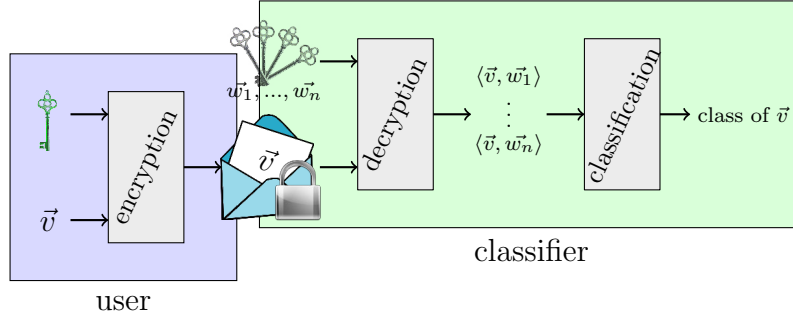 v⃗
encryption
user
w⃗₁, ..., w⃗ₙ
v⃗
decryption
⟨v⃗, w⃗₁⟩
⋮
⟨v⃗, w⃗ₙ⟩
classification
class of v⃗
classifier